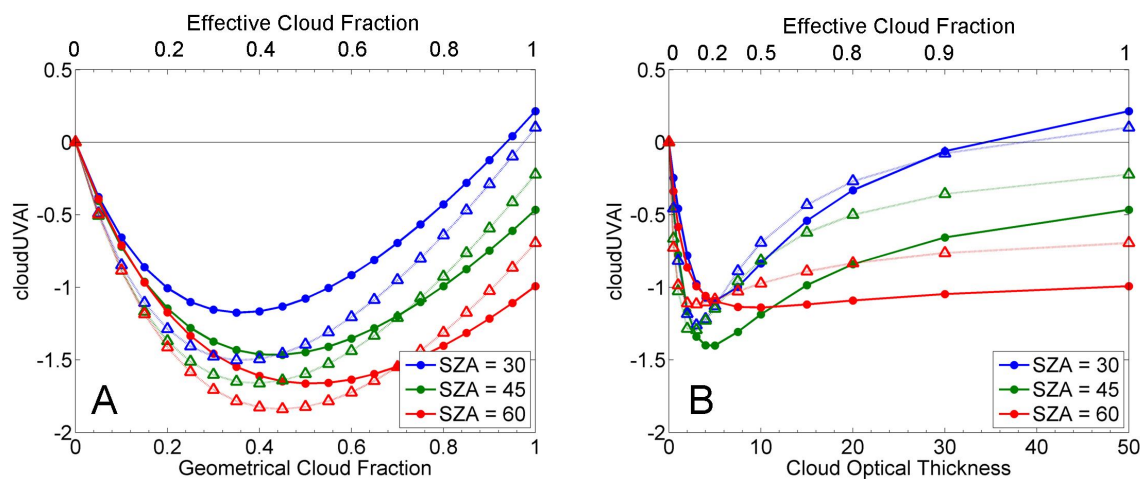 Effective Cloud Fraction
0 0.2 0.4 0.6 0.8 1
0.5
0
-0.5
-1
-1.5
-2
cloudUVAI
A
SZA = 30
SZA = 45
SZA = 60
0 0.2 0.4 0.6 0.8 1
Geometrical Cloud Fraction
Effective Cloud Fraction
0 0.2 0.5 0.8 0.9 1
0.5
0
-0.5
-1
-1.5
-2
cloudUVAI
B
SZA = 30
SZA = 45
SZA = 60
0 10 20 30 40 50
Cloud Optical Thickness